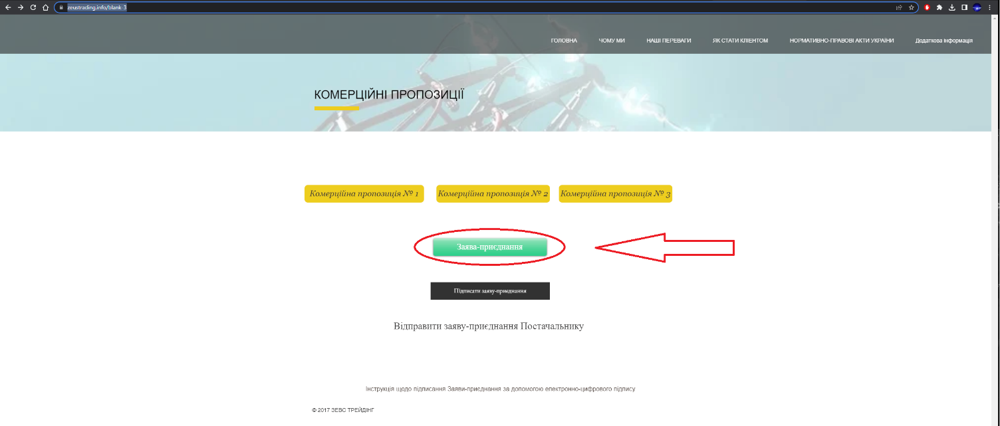 zeustrading.info/blank-3
ГОЛОВНА ЧОМУ МИ НАШІ ПЕРЕВАГИ ЯК СТАТИ КЛІЕНТОМ НОРМАТИВНО-ПРАВОВІ АКТИ УКРАЇНИ Додаткова інформація
КОМЕРЦІЙНІ ПРОПОЗИЦІЇ
Комерційна пропозиція № 1 Комерційна пропозиція № 2 Комерційна пропозиція № 3
Заява-приєднання
Підписати заяву-приєднання
Відправити заяву-приєднання Постачальнику
Інструкція щодо підписання Заяви-приєднання за допомогою електронно-цифрового підпису
© 2017 ЗЕВС ТРЕЙДІНГ